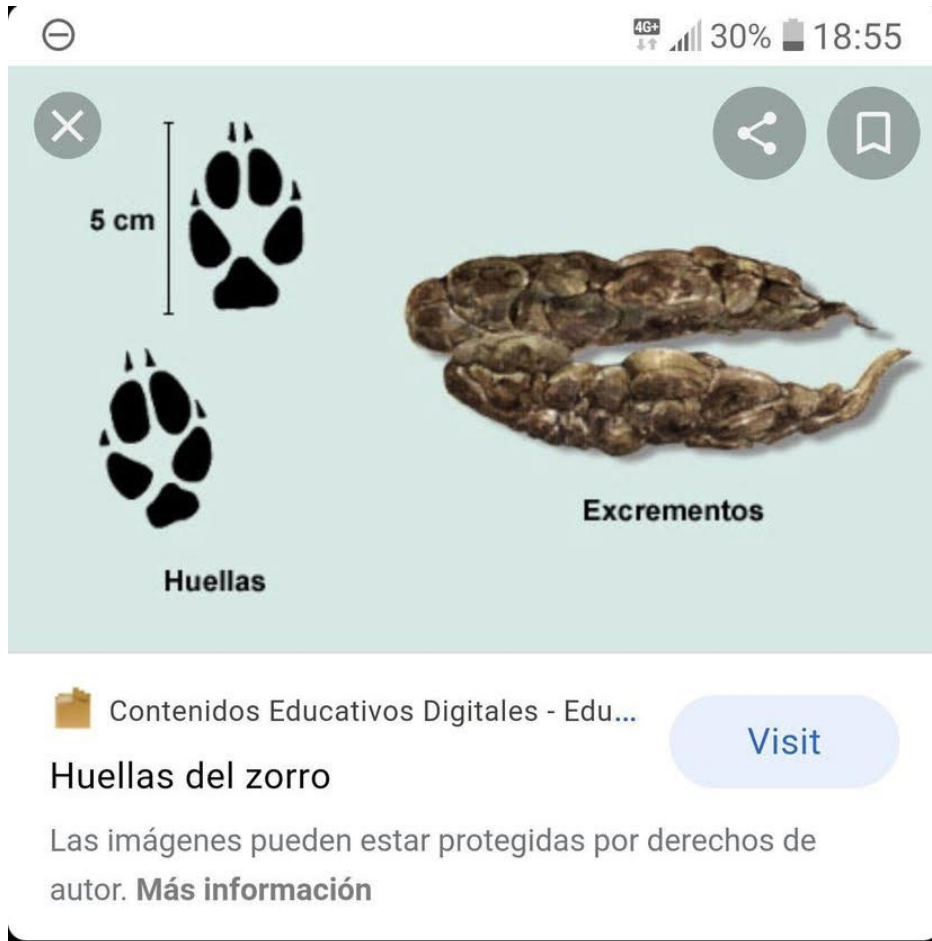 4G+ 30% 18:55
5 cm
Excrementos
Huellas
Contenidos Educativos Digitales - Edu...
Visit
Huellas del zorro
Las imágenes pueden estar protegidas por derechos de
autor. Más información